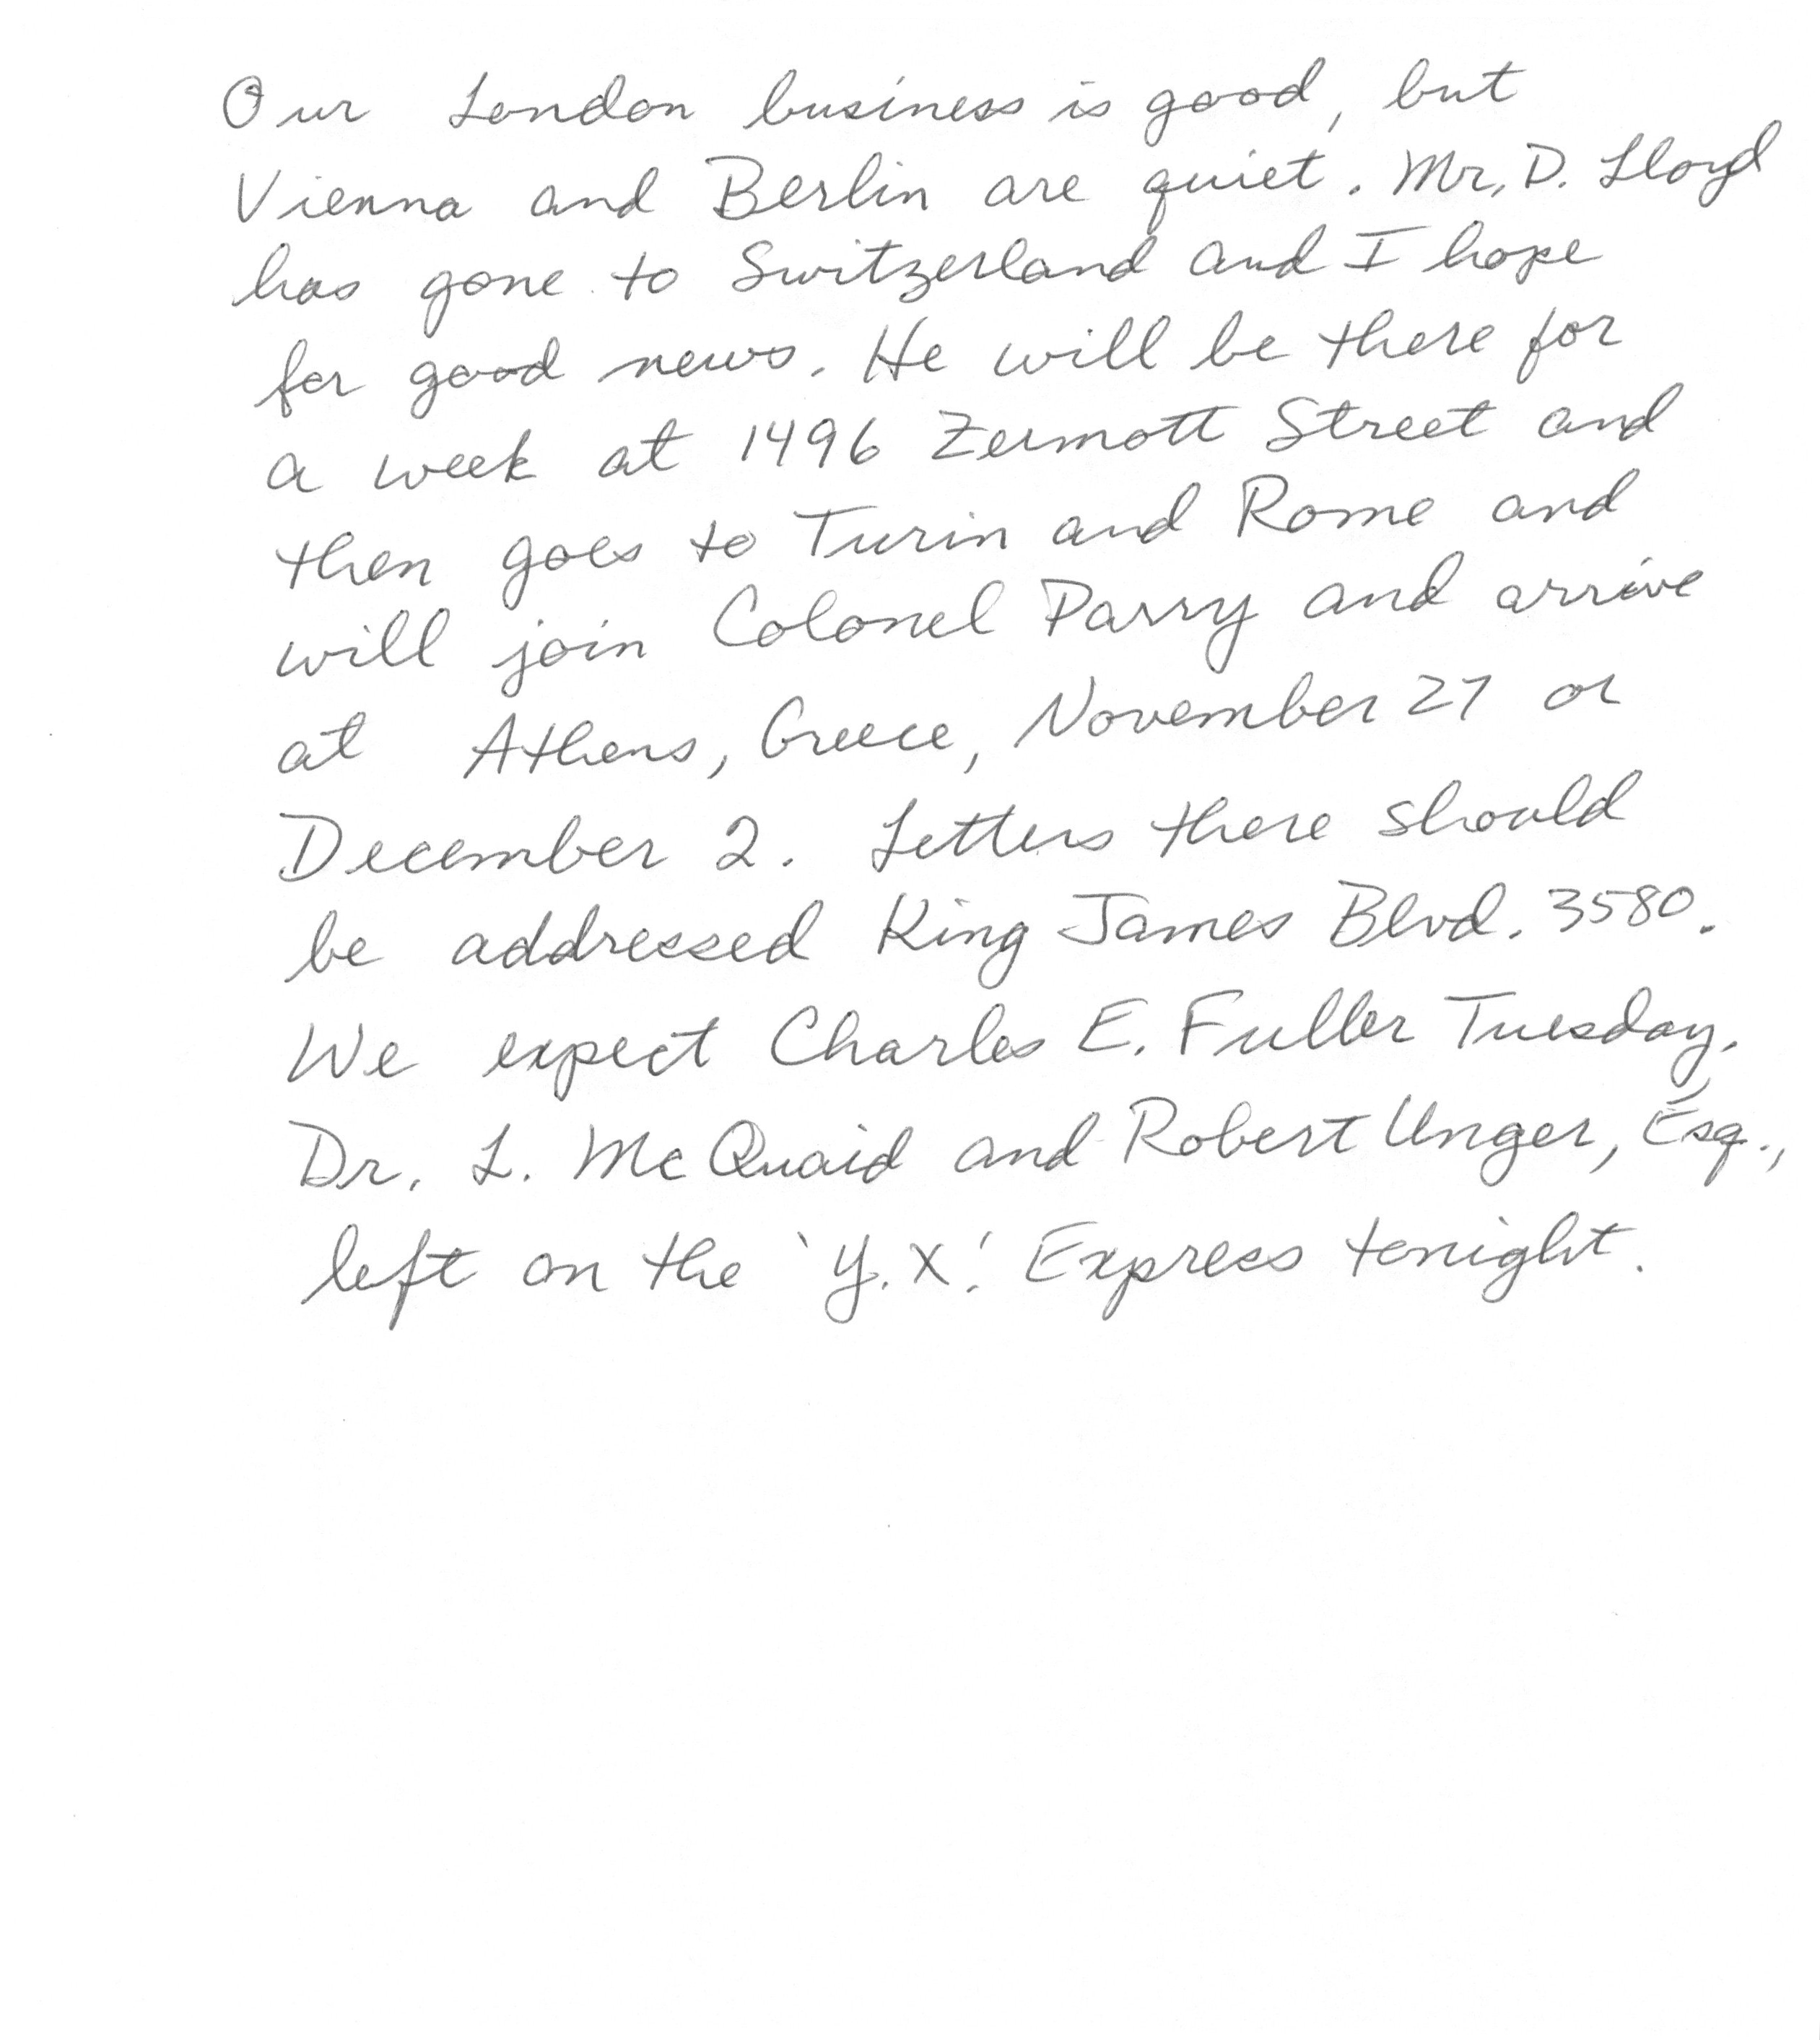 Our London business is good, but
Vienna and Berlin are quiet. Mr. D. Lloyd
has gone to Switzerland and I hope
for good news. He will be there for
a week at 1496 Zermott Street and
then goes to Turin and Rome and
will join Colonel Parry and arrive
at Athens, Greece, November 27 or
December 2. Letters there should
be addressed King James Blvd. 3580.
We expect Charles E. Fuller Tuesday.
Dr. L. McQuaid and Robert Unger, Esq.,
left on the 'Y.X.' Express tonight.